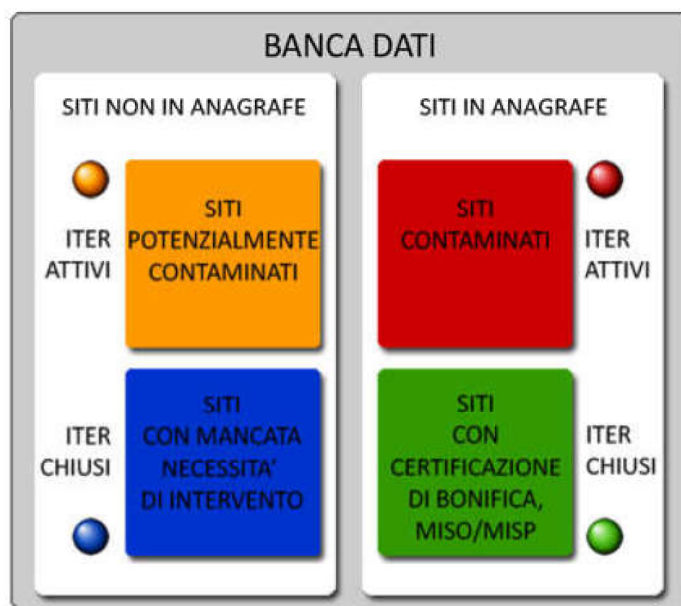 BANCA DATI
SITI NON IN ANAGRAFE
ITER
ATTIVI
SITI
POTENZIALMENTE
CONTAMINATI
ITER
CHIUSI
SITI
CON MANCATA
NECESSITA'
DI INTERVENTO
SITI IN ANAGRAFE
SITI
CONTAMINATI
ITER
ATTIVI
SITI
CON
CERTIFICAZIONE
DI BONIFICA,
MISO/MISP
ITER
CHIUSI